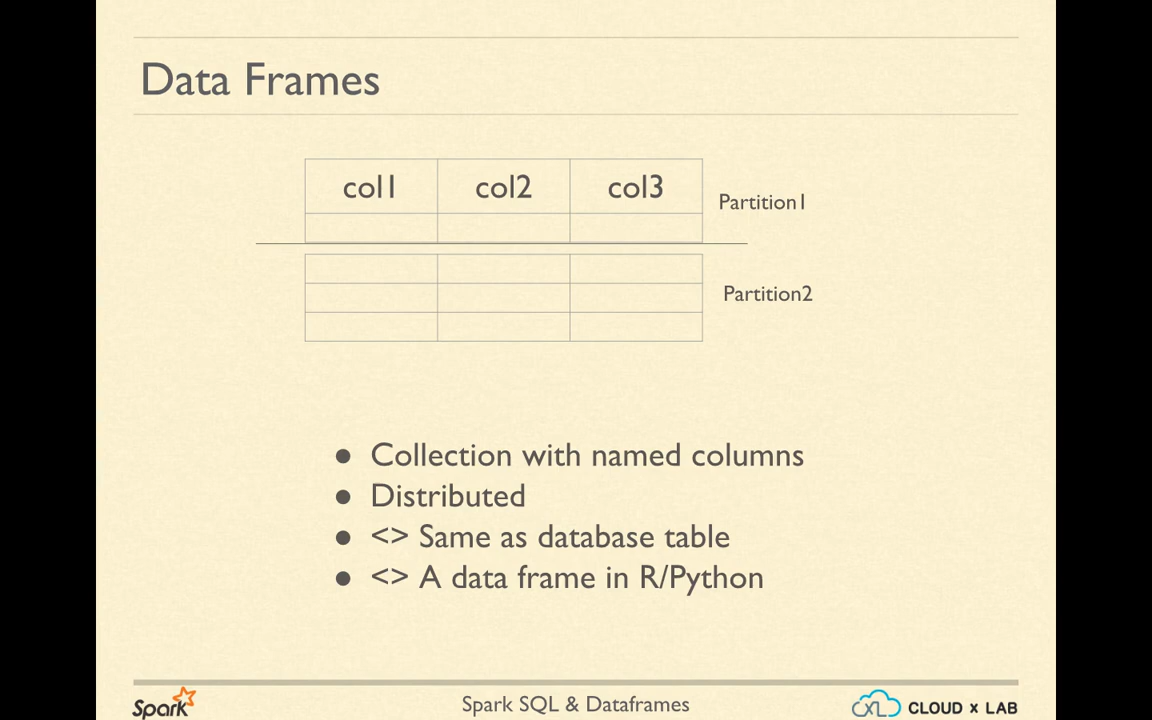 Data Frames
col1 col2 col3
Partition1
Partition2
● Collection with named columns
● Distributed
● <> Same as database table
● <> A data frame in R/Python
Spark Spark SQL & Dataframes CXL CLOUD x LAB